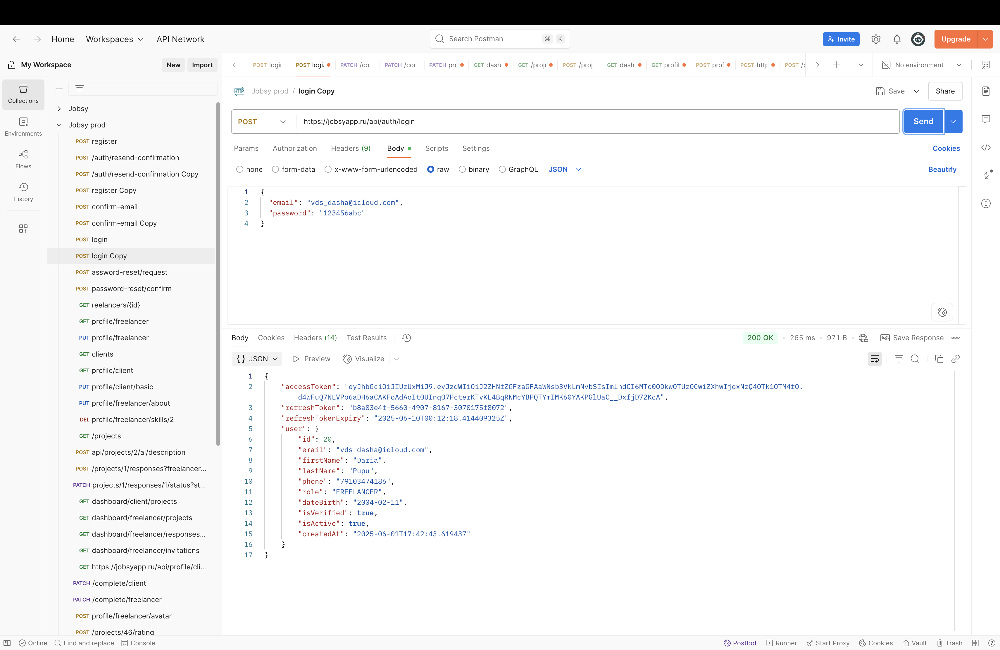 Home Workspaces API Network Search Postman ⌘ K Invite Upgrade
My Workspace New Import
POST login POST logi. PATCH /co PATCH /co PATCH pro GET dash GET /proj POST /proj GET dash GET profil POST prof POST http POST /p No environment
Collections
Environments
Flows
History
Jobsy
Jobsy prod
POST register
POST /auth/resend-confirmation
POST /auth/resend-confirmation Copy
POST register Copy
POST confirm-email
POST confirm-email Copy
POST login
POST login Copy
POST assword-reset/request
POST password-reset/confirm
GET reelancers/{id}
GET profile/freelancer
PUT profile/freelancer
GET clients
GET profile/client
PUT profile/client/basic
PUT profile/freelancer/about
DEL profile/freelancer/skills/2
GET /projects
POST api/projects/2/ai/description
POST /projects/1/responses?freelancer...
PATCH projects/1/responses/1/status?st...
GET dashboard/client/projects
GET dashboard/freelancer/projects
GET dashboard/freelancer/responses...
GET dashboard/freelancer/invitations
GET https://jobsyapp.ru/api/profile/cli...
PATCH /complete/client
PATCH /complete/freelancer
POST profile/freelancer/avatar
POST /projects/46/rating
HTTP Jobsy prod / login Copy Save Share
POST https://jobsyapp.ru/api/auth/login Send
Params Authorization Headers (9) Body Scripts Settings Cookies
none form-data x-www-form-urlencoded raw binary GraphQL JSON Beautify
1 {
2 "email": "vds_dasha@icloud.com",
3 "password": "123456abc"
4 }
Body Cookies Headers (14) Test Results 200 OK 265 ms 971 B e.g. Save Response
{} JSON Preview Visualize
1 {
2 "accessToken": "eyJhbGciOiJIUzUxMiJ9.eyJzdWIiOiJ2ZHNfZGFzaGFAaWNsb3VkLmNvbSIsImlhdCI6MTc0ODkwOTUzOCwiZXhwIjoxNzQ4OTk1OTM4fQ.
d4wFuQ7NLVPo6aDH6aCAKFoAdAoIt0UInqO7PcterKTvKL4BqRNMcYBPQTYmIMK60YAKPGlUaC__DxfjD72KcA",
3 "refreshToken": "b8a03e4f-5660-4907-8167-3070175f8072",
4 "refreshTokenExpiry": "2025-06-10T00:12:18.414409325Z",
5 "user": {
6 "id": 20,
7 "email": "vds_dasha@icloud.com",
8 "firstName": "Daria",
9 "lastName": "Pupu",
10 "phone": "79103474186",
11 "role": "FREELANCER",
12 "dateBirth": "2004-02-11",
13 "isVerified": true,
14 "isActive": true,
15 "createdAt": "2025-06-01T17:42:43.619437"
16 }
17 }
Online Find and replace Console Postbot Runner Start Proxy Cookies Vault Trash